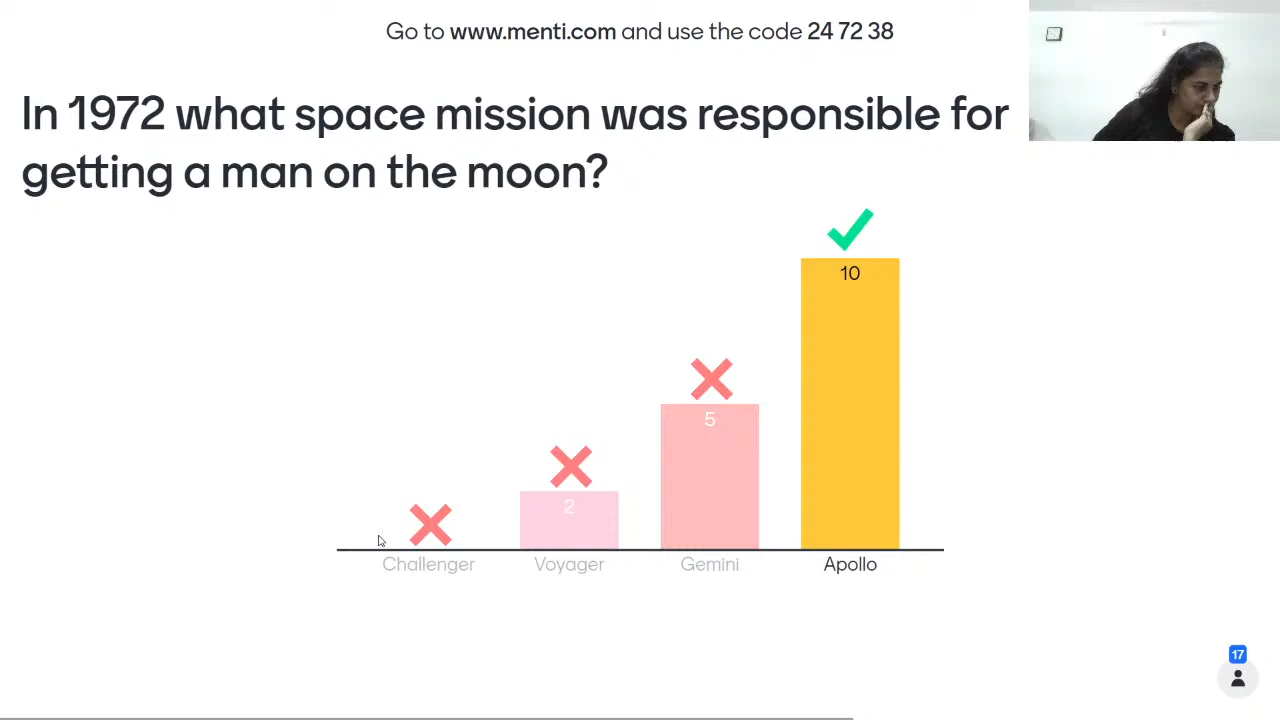 Go to www.menti.com and use the code 24 72 38
In 1972 what space mission was responsible for
getting a man on the moon?
10
5
2
Challenger Voyager Gemini Apollo
17